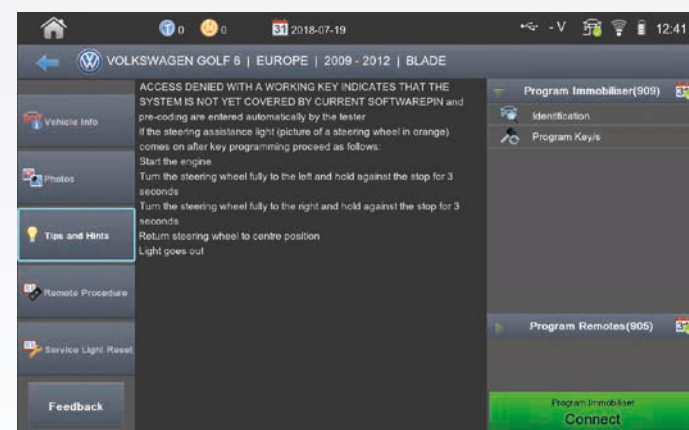 0
0
31 2018-07-19
- V
12:41
VOLKSWAGEN GOLF 6 | EUROPE | 2009 - 2012 | BLADE
Vehicle Info
Photos
Tips and Hints
Remote Procedure
Service Light Reset
Feedback
ACCESS DENIED WITH A WORKING KEY INDICATES THAT THE
SYSTEM IS NOT YET COVERED BY CURRENT SOFTWAREPIN and
pre-coding are entered automatically by the tester
If the steering assistance light (picture of a steering wheel in orange)
comes on after key programming proceed as follows:
Start the engine
Turn the steering wheel fully to the left and hold against the stop for 3
seconds
Turn the steering wheel fully to the right and hold against the stop for 3
seconds
Return steering wheel to centre position
Light goes out
Program Immobiliser(909)
Identification
Program Key/s
Program Remotes(905)
Program Immobiliser
Connect